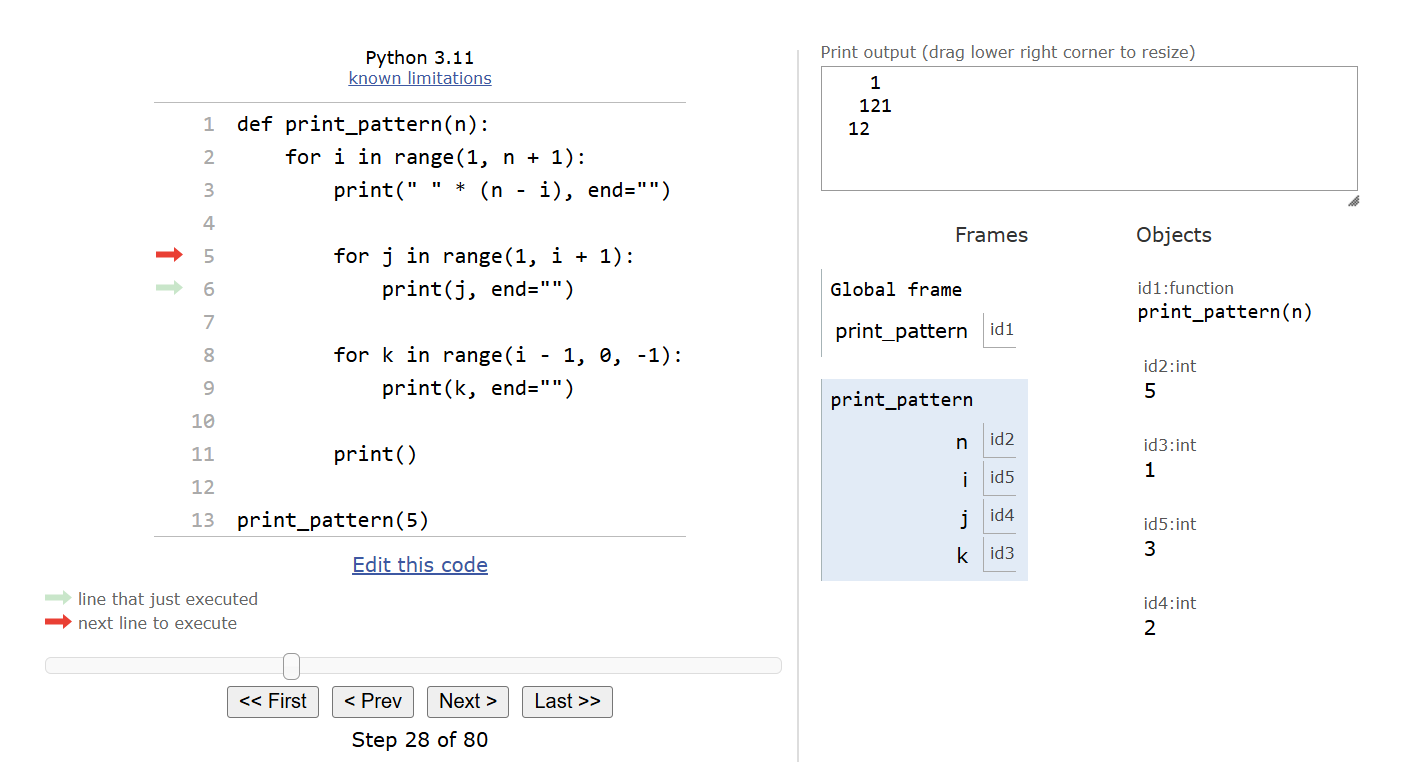 Python 3.11
known limitations
1 def print_pattern(n):
2     for i in range(1, n + 1):
3         print(" " * (n - i), end="")
4
5         for j in range(1, i + 1):
6             print(j, end="")
7
8         for k in range(i - 1, 0, -1):
9             print(k, end="")
10
11         print()
12
13 print_pattern(5)
Edit this code
line that just executed
next line to execute
<< First < Prev Next > Last >>
Step 28 of 80
Print output (drag lower right corner to resize)
    1
   121
  12
Frames Objects
Global frame
print_pattern id1
print_pattern
n id2
i id5
j id4
k id3
id1:function
print_pattern(n)
id2:int
5
id3:int
1
id5:int
3
id4:int
2